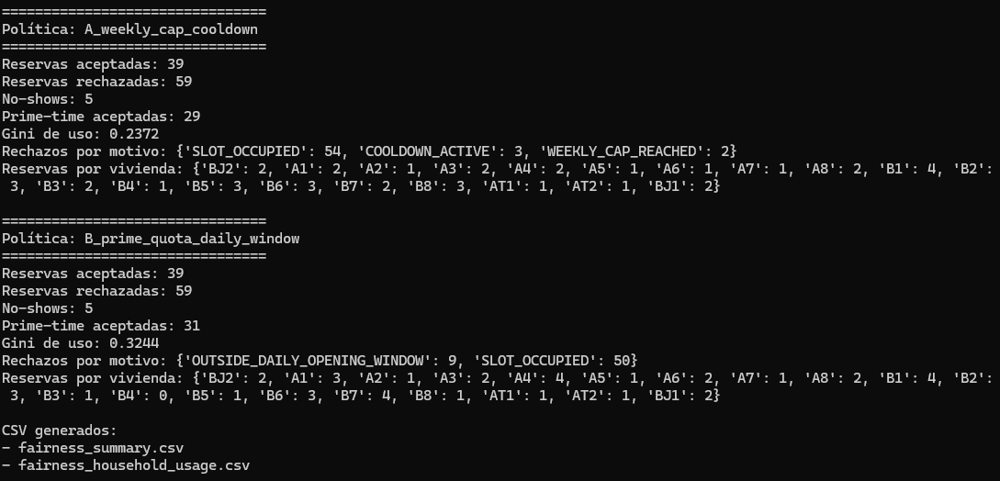 ================================
Política: A_weekly_cap_cooldown
================================
Reservas aceptadas: 39
Reservas rechazadas: 59
No-shows: 5
Prime-time aceptadas: 29
Gini de uso: 0.2372
Rechazos por motivo: {'SLOT_OCCUPIED': 54, 'COOLDOWN_ACTIVE': 3, 'WEEKLY_CAP_REACHED': 2}
Reservas por vivienda: {'BJ2': 2, 'A1': 2, 'A2': 1, 'A3': 2, 'A4': 2, 'A5': 1, 'A6': 1, 'A7': 1, 'A8': 2, 'B1': 4, 'B2':
 3, 'B3': 2, 'B4': 1, 'B5': 3, 'B6': 3, 'B7': 2, 'B8': 3, 'AT1': 1, 'AT2': 1, 'BJ1': 2}

================================
Política: B_prime_quota_daily_window
================================
Reservas aceptadas: 39
Reservas rechazadas: 59
No-shows: 5
Prime-time aceptadas: 31
Gini de uso: 0.3244
Rechazos por motivo: {'OUTSIDE_DAILY_OPENING_WINDOW': 9, 'SLOT_OCCUPIED': 50}
Reservas por vivienda: {'BJ2': 2, 'A1': 3, 'A2': 1, 'A3': 2, 'A4': 4, 'A5': 1, 'A6': 2, 'A7': 1, 'A8': 2, 'B1': 4, 'B2':
 3, 'B3': 1, 'B4': 0, 'B5': 1, 'B6': 3, 'B7': 4, 'B8': 1, 'AT1': 1, 'AT2': 1, 'BJ1': 2}

CSV generados:
- fairness_summary.csv
- fairness_household_usage.csv